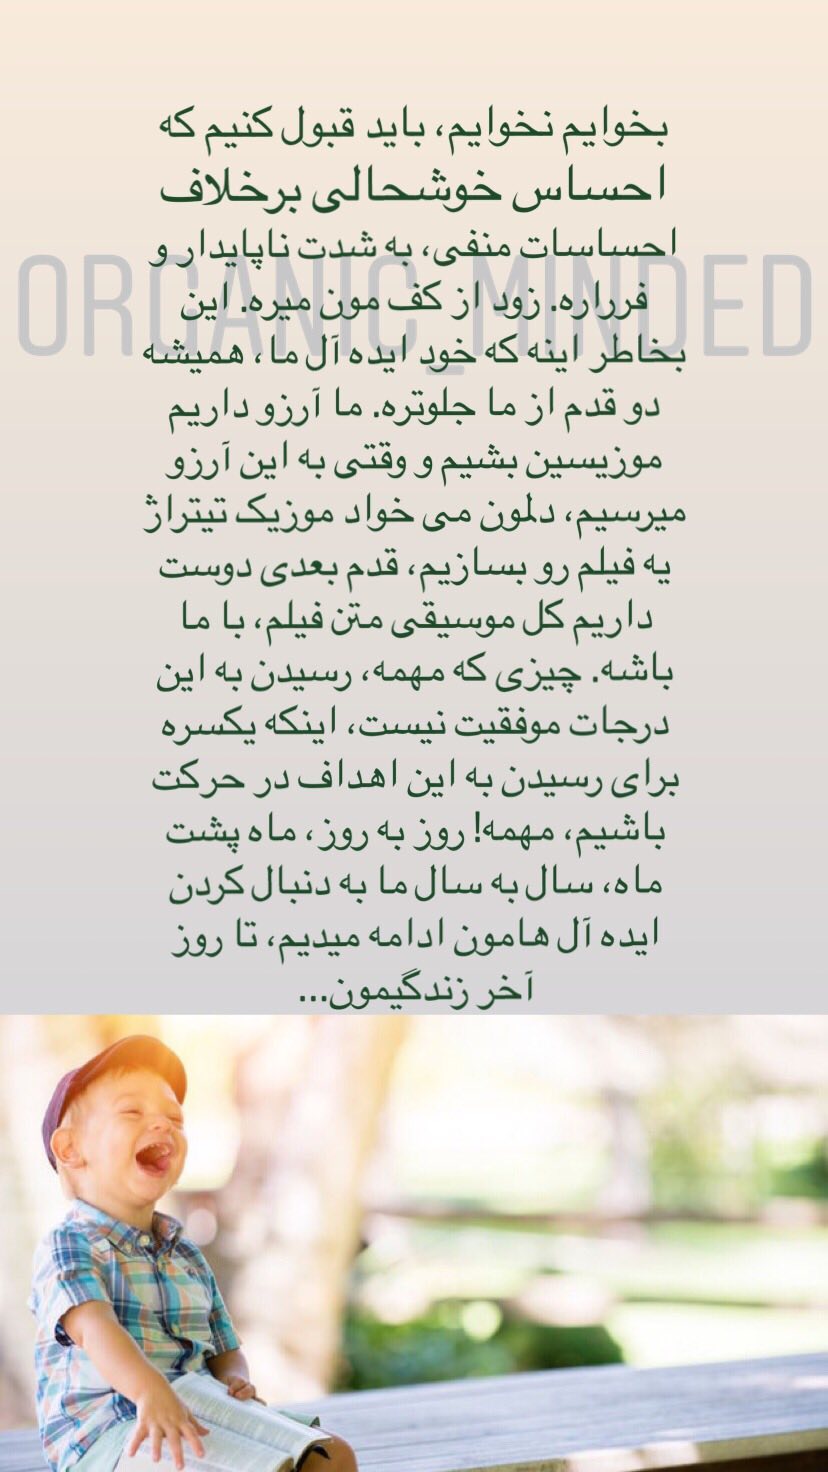 بخوایم نخوایم، باید قبول کنیم که
احساس خوشحالی برخلاف
احساسات منفی، به شدت ناپایدار و
فرراره. زود از کف مون میره. این
ORGANIC_MINDED
بخاطر اینه که خود ایده آل ما، همیشه
دو قدم از ما جلوتره. ما آرزو داریم
موزیسین بشیم و وقتی به این آرزو
میرسیم، دلمون می خواد موزیک تیتراژ
یه فیلم رو بسازیم، قدم بعدی دوست
داریم کل موسیقی متن فیلم، با ما
باشه. چیزی که مهمه، رسیدن به این
درجات موفقیت نیست، اینکه یکسره
برای رسیدن به این اهداف در حرکت
باشیم، مهمه! روز به روز، ماه پشت
ماه، سال به سال ما به دنبال کردن
ایده آل هامون ادامه میدیم، تا روز
آخر زندگیمون...